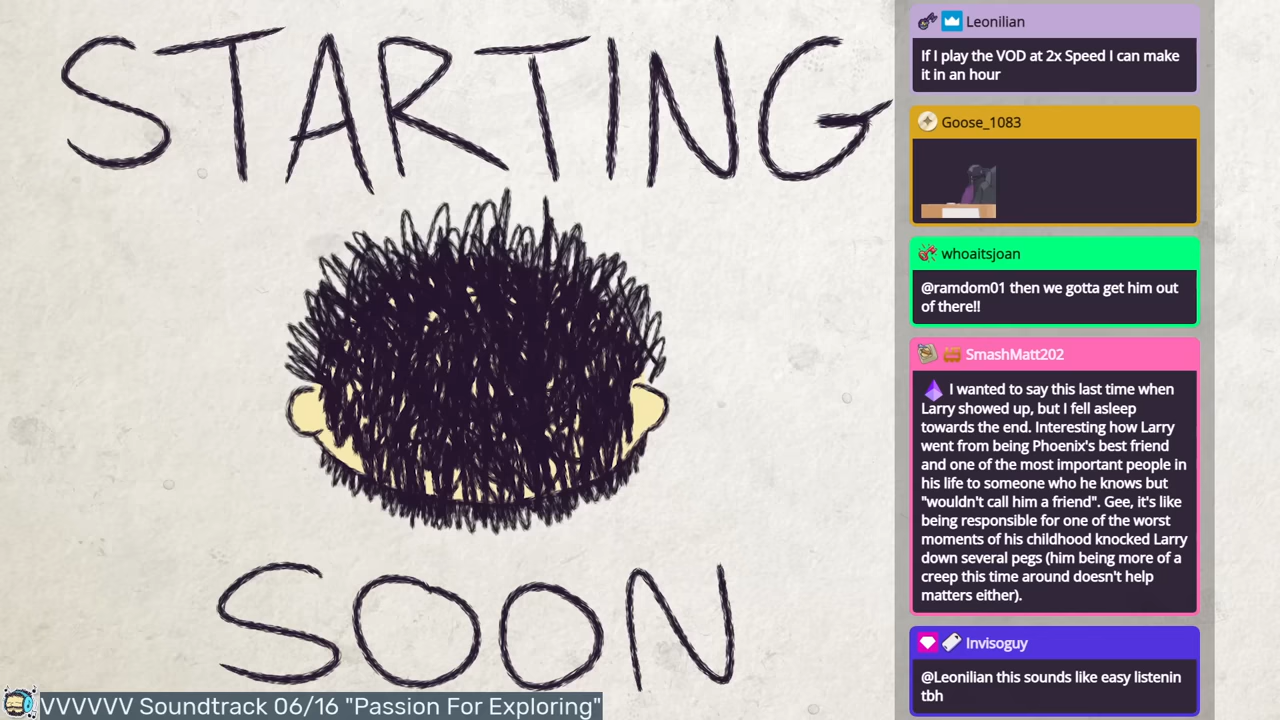 STARTING
SOON
VVVVVV Soundtrack 06/16 "Passion For Exploring"
Leonilian
If I play the VOD at 2x Speed I can make
it in an hour
Goose_1083
whoaitsjoan
@ramdom01 then we gotta get him out
of there!!
SmashMatt202
I wanted to say this last time when
Larry showed up, but I fell asleep
towards the end. Interesting how Larry
went from being Phoenix's best friend
and one of the most important people in
his life to someone who he knows but
"wouldn't call him a friend". Gee, it's like
being responsible for one of the worst
moments of his childhood knocked Larry
down several pegs (him being more of a
creep this time around doesn't help
matters either).
Invisoguy
@Leonilian this sounds like easy listenin
tbh